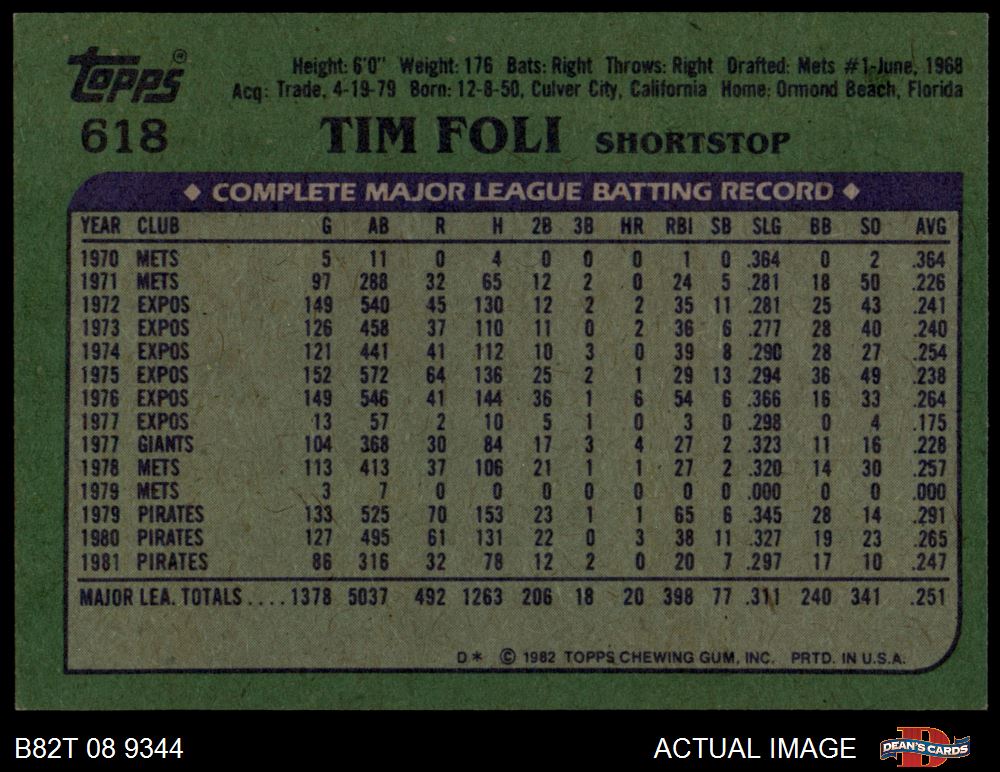 Topps®
Height: 6'0" Weight: 176 Bats: Right Throws: Right Drafted: Mets #1-June, 1968
Acq: Trade, 4-19-79 Born: 12-8-50, Culver City, California Home: Ormond Beach, Florida
618 TIM FOLI SHORTSTOP
◆ COMPLETE MAJOR LEAGUE BATTING RECORD ◆
YEAR CLUB G AB R H 2B 3B HR RBI SB SLG BB SO AVG
1970 METS 5 11 0 4 0 0 0 1 0 .364 0 2 .364
1971 METS 97 288 32 65 12 2 0 24 5 .281 18 50 .226
1972 EXPOS 149 540 45 130 12 2 2 35 11 .281 25 43 .241
1973 EXPOS 126 458 37 110 11 0 2 36 6 .277 28 40 .240
1974 EXPOS 121 441 41 112 10 3 0 39 8 .290 28 27 .254
1975 EXPOS 152 572 64 136 25 2 1 29 13 .294 36 49 .238
1976 EXPOS 149 546 41 144 36 1 6 54 6 .366 16 33 .264
1977 EXPOS 13 57 2 10 5 1 0 3 0 .298 0 4 .175
1977 GIANTS 104 368 30 84 17 3 4 27 2 .323 11 16 .228
1978 METS 113 413 37 106 21 1 1 27 2 .320 14 30 .257
1979 METS 3 7 0 0 0 0 0 0 0 .000 0 0 .000
1979 PIRATES 133 525 70 153 23 1 1 65 6 .345 28 14 .291
1980 PIRATES 127 495 61 131 22 0 3 38 11 .327 19 23 .265
1981 PIRATES 86 316 32 78 12 2 0 20 7 .297 17 10 .247
MAJOR LEA. TOTALS .... 1378 5037 492 1263 206 18 20 398 77 .311 240 341 .251
D* © 1982 TOPPS CHEWING GUM, INC. PRTD. IN U.S.A.
B82T 08 9344 ACTUAL IMAGE D DEAN'S CARDS